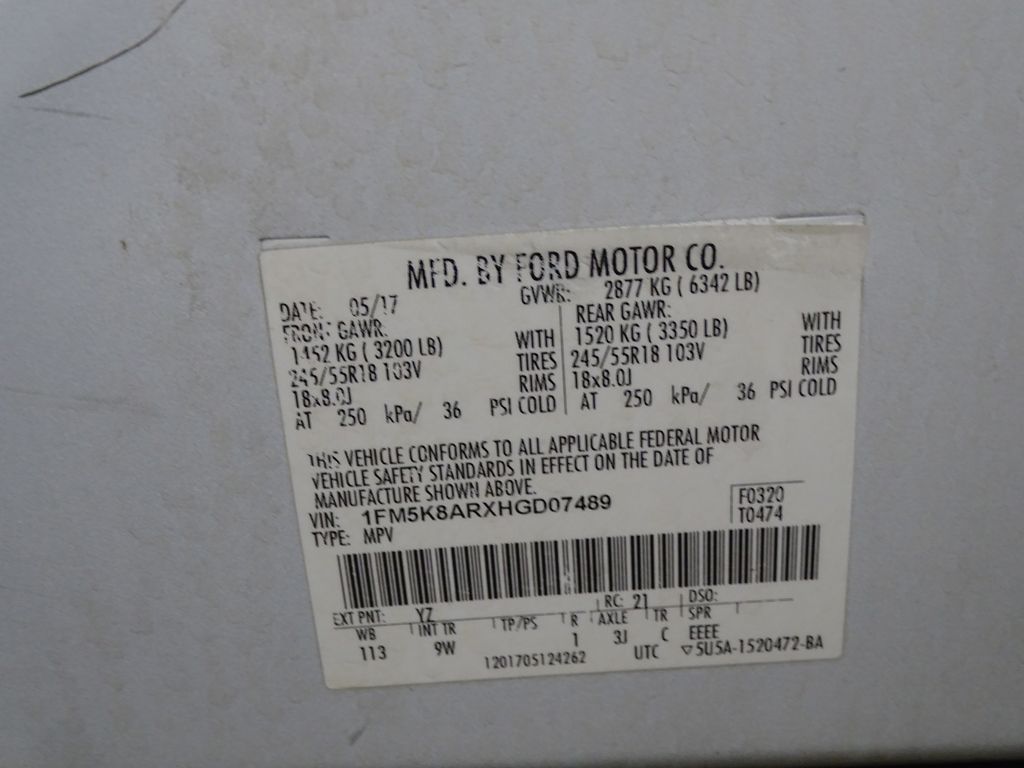 MFD. BY FORD MOTOR CO.
DATE: 05/17 GVWR: 2877 KG ( 6342 LB)
FRONT GAWR: REAR GAWR:
1452 KG ( 3200 LB) WITH 1520 KG ( 3350 LB) WITH
245/55R18 103V TIRES 245/55R18 103V TIRES
18x8.0J RIMS 18x8.0J RIMS
AT 250 kPa/ 36 PSI COLD AT 250 kPa/ 36 PSI COLD
THIS VEHICLE CONFORMS TO ALL APPLICABLE FEDERAL MOTOR
VEHICLE SAFETY STANDARDS IN EFFECT ON THE DATE OF
MANUFACTURE SHOWN ABOVE.
VIN: 1FM5K8ARXHGD07489 F0320
TYPE: MPV T0474
EXT PNT: YZ RC: 21 DSO:
WB INT TR TP/PS R AXLE TR SPR
113 9W 1 3J C EEEE
1201705124262 UTC ▽5U5A-1520472-BA